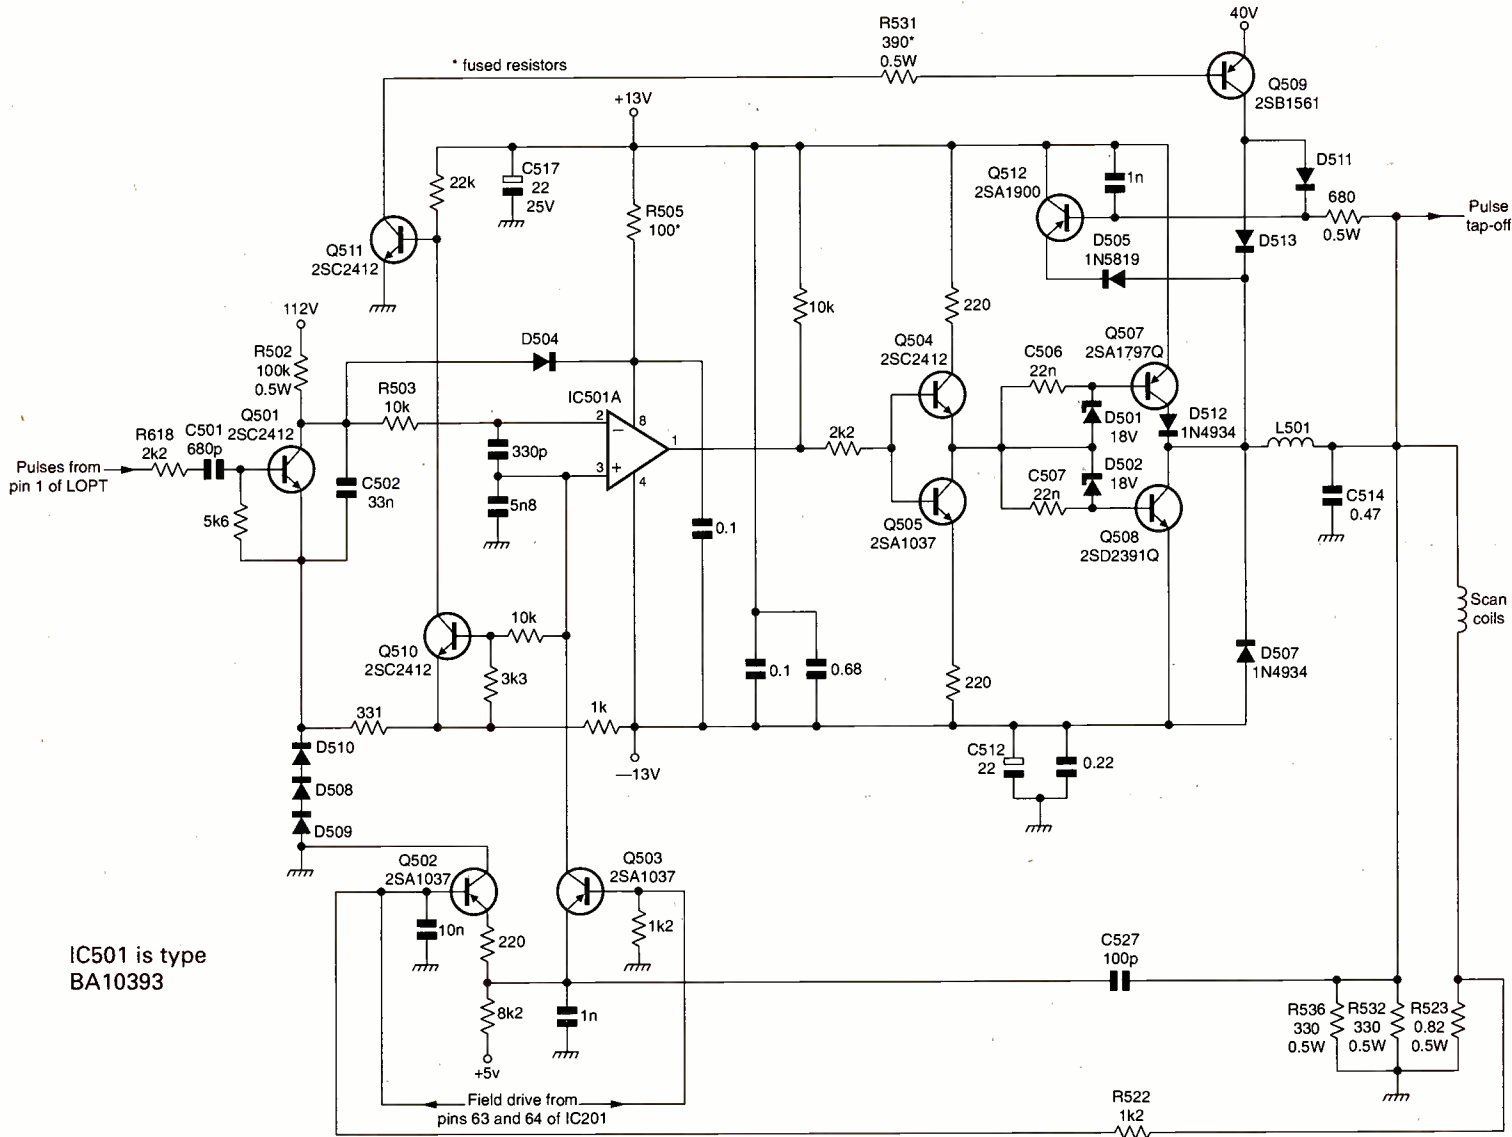 40V
R531
390*
0.5W
* fused resistors
Q509
2SB1561
+13V
D511
C517
22
25V
22k
Q512
2SA1900
1n
680
0.5W
Pulse
tap-off
R505
100*
Q511
2SC2412
D505
1N5819
D513
112V
10k
220
D504
R502
100k
0.5W
Q504
2SC2412
Q507
2SA1797Q
C506
22n
R503
10k
IC501A
2
8
D501
18V
D512
1N4934
Q501
2SC2412
C501
680p
R618
2k2
L501
Pulses from
pin 1 of LOPT
330p
1
2k2
3
4
D502
18V
C507
22n
C502
33n
5k6
5n8
0.1
C514
0.47
Q505
2SA1037
Q508
2SD2391Q
Scan
coils
10k
Q510
2SC2412
3k3
0.1
0.68
220
D507
1N4934
331
1k
D510
—13V
C512
22
0.22
D508
D509
Q502
2SA1037
Q503
2SA1037
10n
220
1k2
IC501 is type
BA10393
C527
100p
8k2
1n
R536
330
0.5W
R532
330
0.5W
R523
0.82
0.5W
+5v
Field drive from
pins 63 and 64 of IC201
R522
1k2